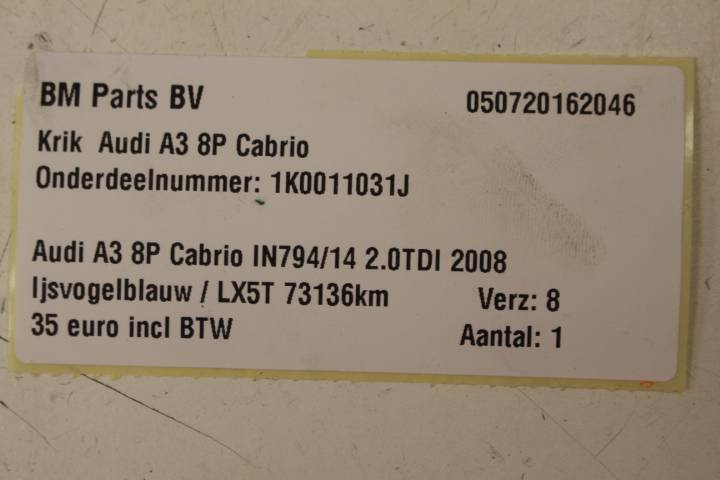 BM Parts BV 050720162046
Krik Audi A3 8P Cabrio
Onderdeelnummer: 1K0011031J
Audi A3 8P Cabrio IN794/14 2.0TDI 2008
Ijsvogelblauw / LX5T 73136km Verz: 8
35 euro incl BTW Aantal: 1